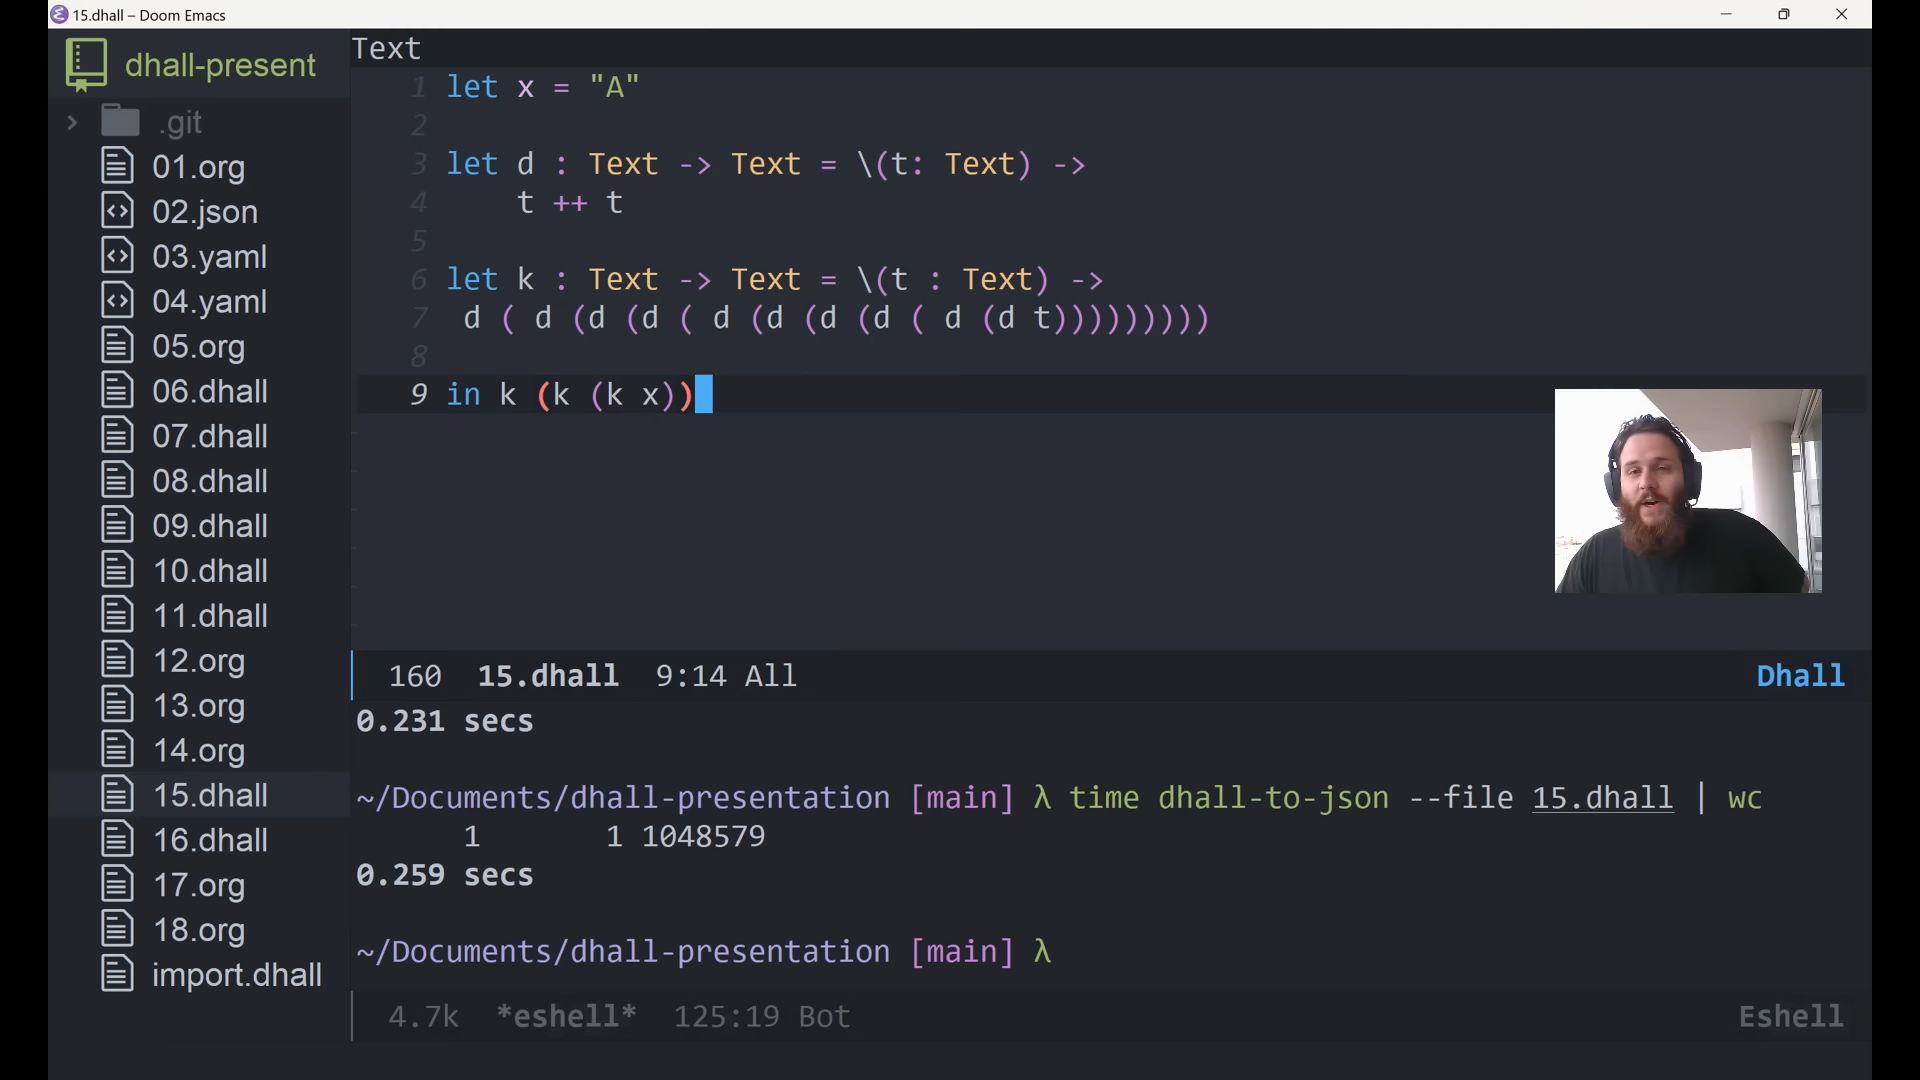 15.dhall – Doom Emacs
dhall-present
.git
01.org
02.json
03.yaml
04.yaml
05.org
06.dhall
07.dhall
08.dhall
09.dhall
10.dhall
11.dhall
12.org
13.org
14.org
15.dhall
16.dhall
17.org
18.org
import.dhall
Text
1 let x = "A"
2
3 let d : Text -> Text = \(t: Text) ->
4     t ++ t
5
6 let k : Text -> Text = \(t : Text) ->
7  d ( d (d (d ( d (d (d (d ( d (d t)))))))))
8
9 in k (k (k x))
160 15.dhall 9:14 All Dhall
0.231 secs
~/Documents/dhall-presentation [main] λ time dhall-to-json --file 15.dhall | wc
1 1 1048579
0.259 secs
~/Documents/dhall-presentation [main] λ
4.7k *eshell* 125:19 Bot Eshell